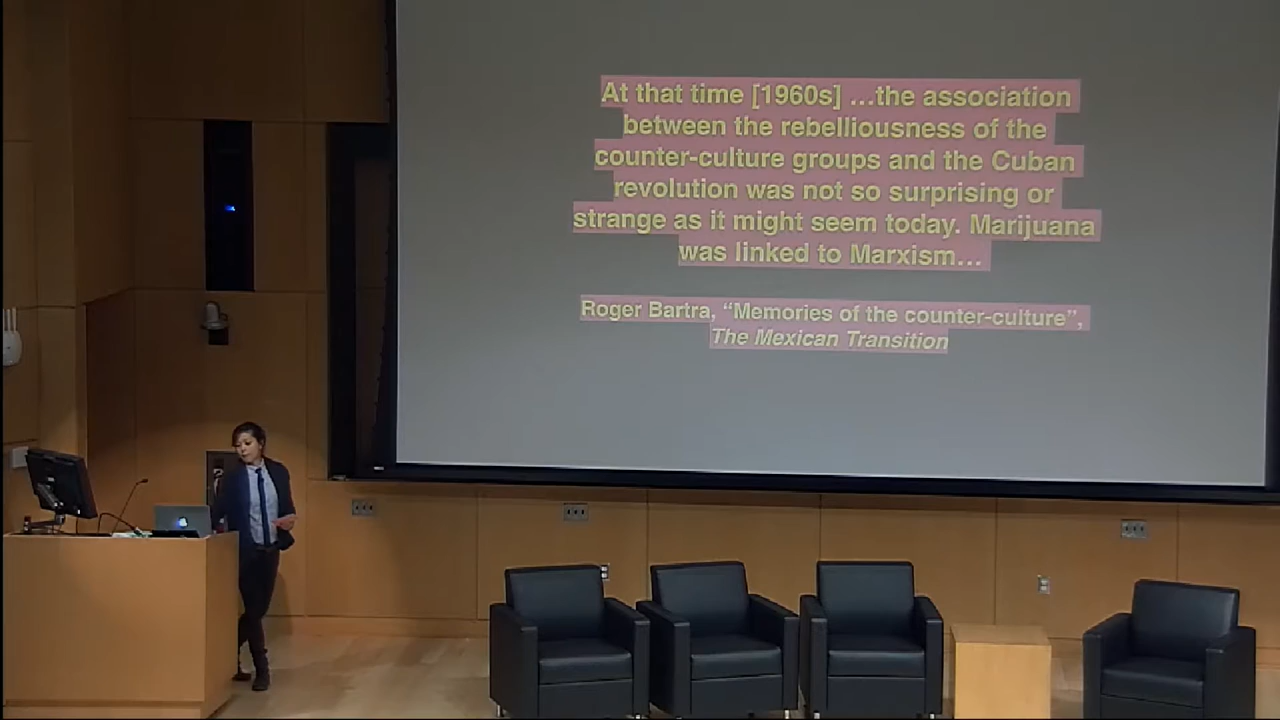 At that time [1960s] ...the association
between the rebelliousness of the
counter-culture groups and the Cuban
revolution was not so surprising or
strange as it might seem today. Marijuana
was linked to Marxism...
Roger Bartra, “Memories of the counter-culture”,
The Mexican Transition